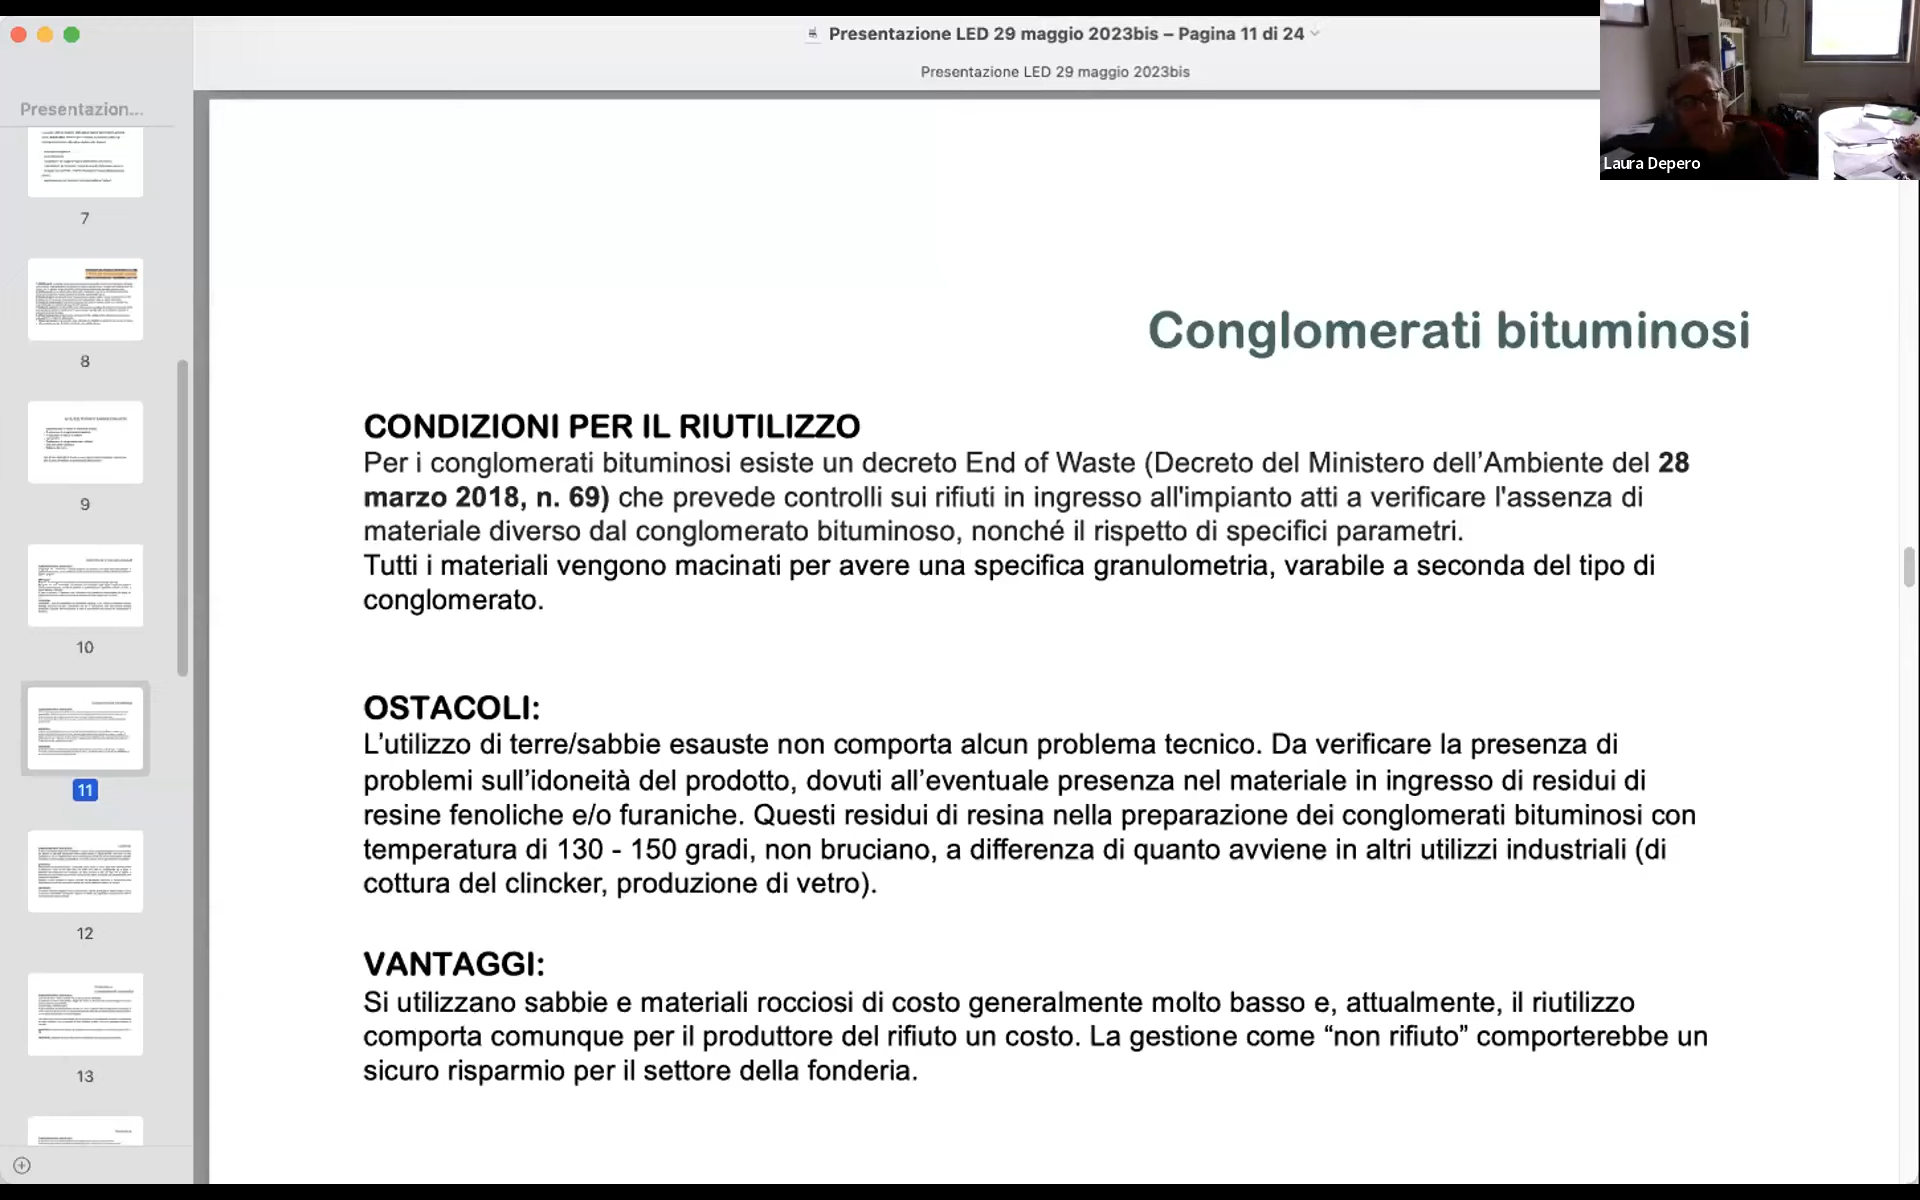 Presentazione LED 29 maggio 2023bis – Pagina 11 di 24
Presentazione LED 29 maggio 2023bis
Laura Depero
Presentazion...
7
8
9
10
11
12
13
Conglomerati bituminosi
CONDIZIONI PER IL RIUTILIZZO
Per i conglomerati bituminosi esiste un decreto End of Waste (Decreto del Ministero dell’Ambiente del 28
marzo 2018, n. 69) che prevede controlli sui rifiuti in ingresso all'impianto atti a verificare l'assenza di
materiale diverso dal conglomerato bituminoso, nonché il rispetto di specifici parametri.
Tutti i materiali vengono macinati per avere una specifica granulometria, varabile a seconda del tipo di
conglomerato.
OSTACOLI:
L’utilizzo di terre/sabbie esauste non comporta alcun problema tecnico. Da verificare la presenza di
problemi sull’idoneità del prodotto, dovuti all’eventuale presenza nel materiale in ingresso di residui di
resine fenoliche e/o furaniche. Questi residui di resina nella preparazione dei conglomerati bituminosi con
temperatura di 130 - 150 gradi, non bruciano, a differenza di quanto avviene in altri utilizzi industriali (di
cottura del clincker, produzione di vetro).
VANTAGGI:
Si utilizzano sabbie e materiali rocciosi di costo generalmente molto basso e, attualmente, il riutilizzo
comporta comunque per il produttore del rifiuto un costo. La gestione come “non rifiuto” comporterebbe un
sicuro risparmio per il settore della fonderia.